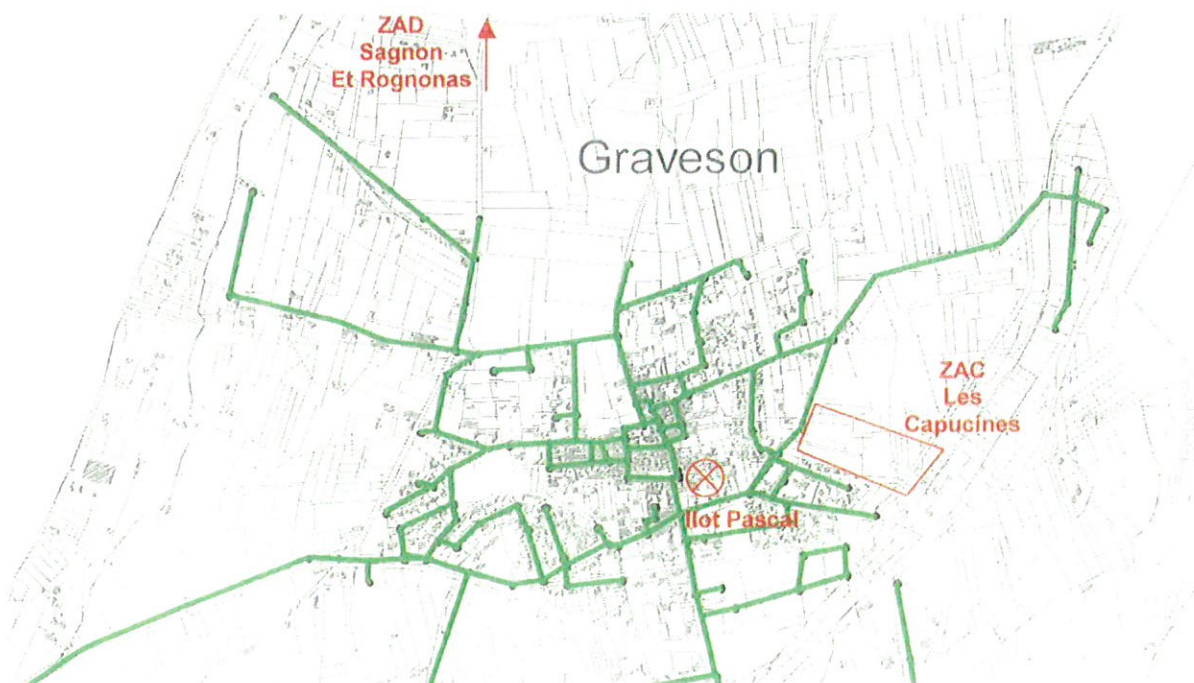 ZAD
Sagnon
Et Rognonas
Graveson
ZAC
Les
Capucines
Ilot Pascal